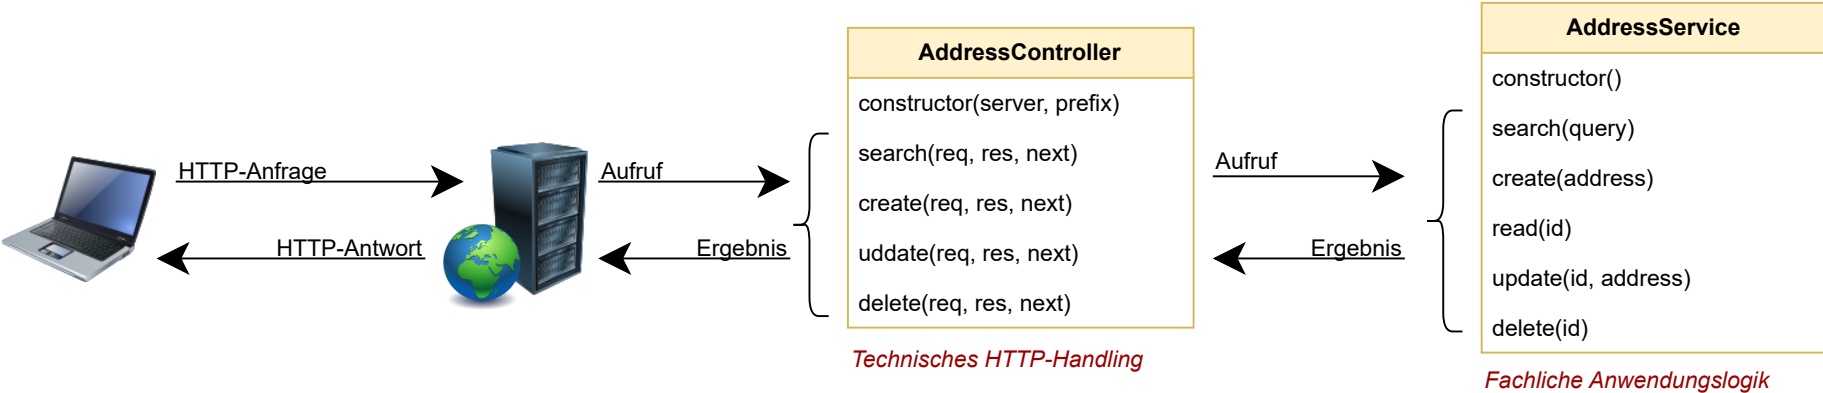 HTTP-Anfrage
HTTP-Antwort
Aufruf
Ergebnis
AddressController
constructor(server, prefix)
search(req, res, next)
create(req, res, next)
uddate(req, res, next)
delete(req, res, next)
Technisches HTTP-Handling
Aufruf
Ergebnis
AddressService
constructor()
search(query)
create(address)
read(id)
update(id, address)
delete(id)
Fachliche Anwendungslogik